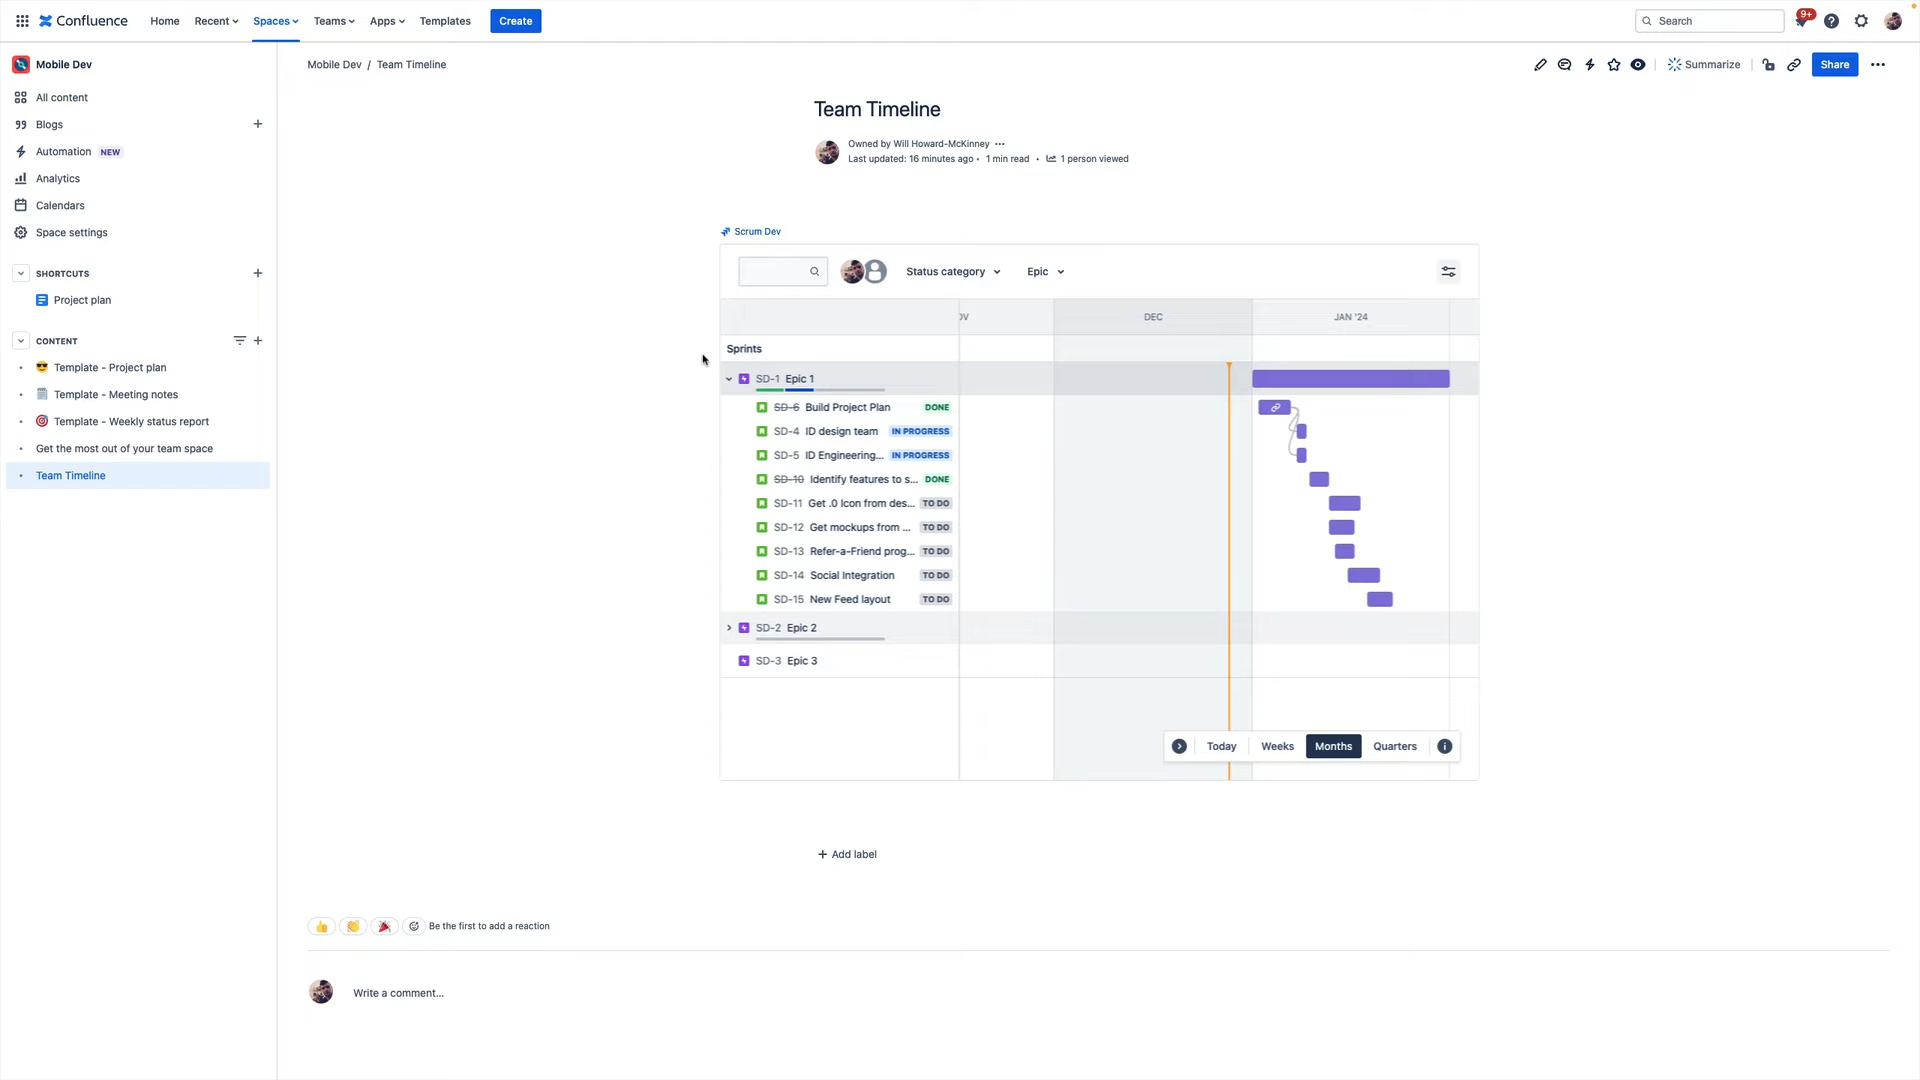 Confluence Home Recent Spaces Teams Apps Templates Create Search 9+
Mobile Dev
All content
Blogs
Automation NEW
Analytics
Calendars
Space settings
SHORTCUTS
Project plan
CONTENT
Template - Project plan
Template - Meeting notes
Template - Weekly status report
Get the most out of your team space
Team Timeline
Mobile Dev / Team Timeline
Summarize Share
Team Timeline
Owned by Will Howard-McKinney
Last updated: 16 minutes ago • 1 min read • 1 person viewed
Scrum Dev
Status category Epic
OV DEC JAN '24
Sprints
SD-1 Epic 1
SD-6 Build Project Plan DONE
SD-4 ID design team IN PROGRESS
SD-5 ID Engineering... IN PROGRESS
SD-10 Identify features to s... DONE
SD-11 Get .0 Icon from des... TO DO
SD-12 Get mockups from ... TO DO
SD-13 Refer-a-Friend prog... TO DO
SD-14 Social Integration TO DO
SD-15 New Feed layout TO DO
SD-2 Epic 2
SD-3 Epic 3
Today Weeks Months Quarters
+ Add label
Be the first to add a reaction
Write a comment...